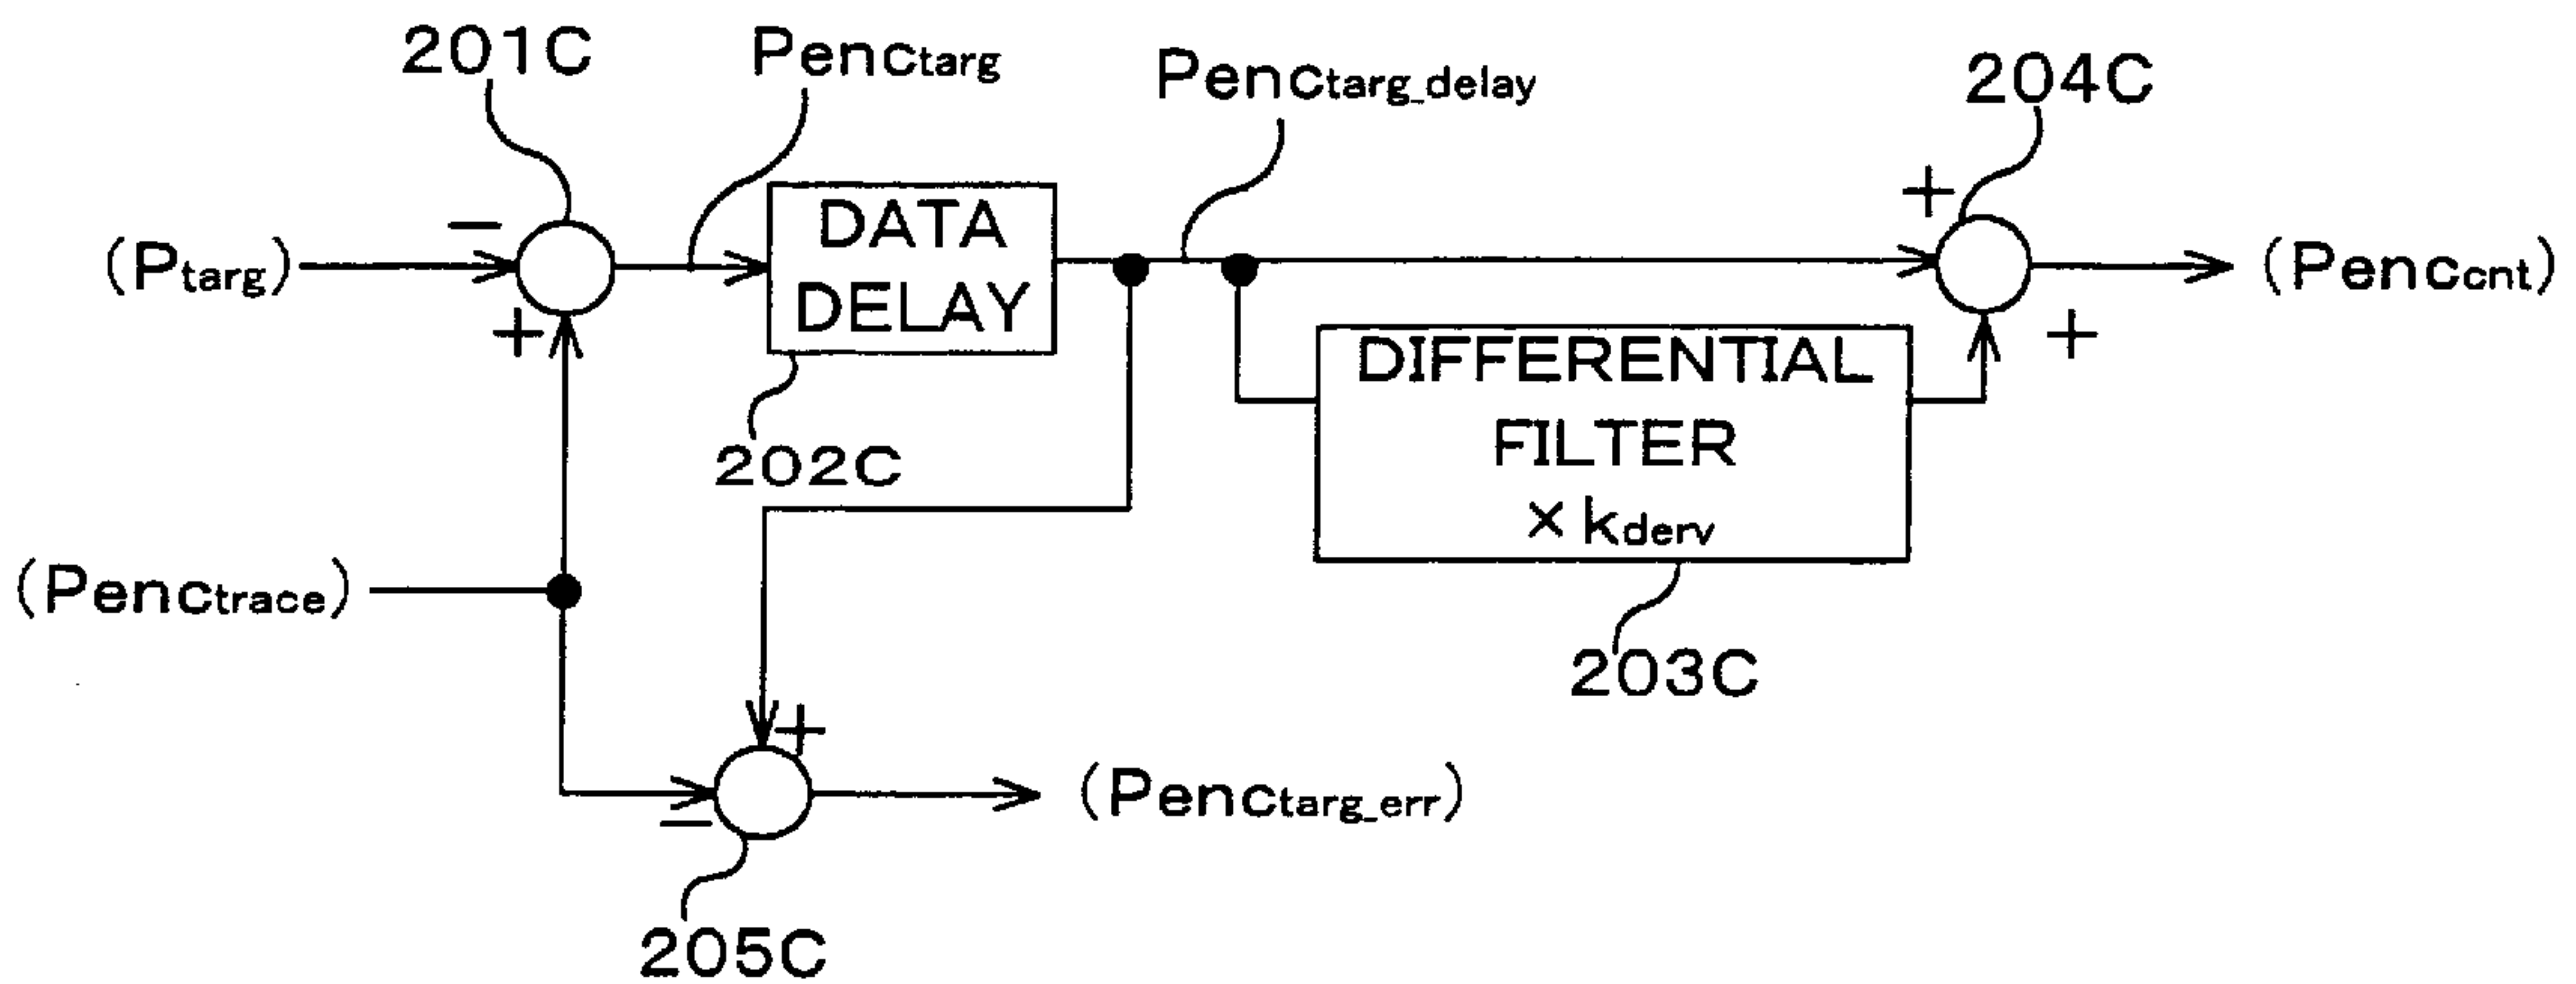 201C
Penctarg
Penctarg_delay
204C
− + 
(Ptarg)
DATA
DELAY
(Penccnt)
+
+
DIFFERENTIAL
FILTER
× kderv
202C
(Penctrace)
203C
+
−
(Penctarg_err)
205C